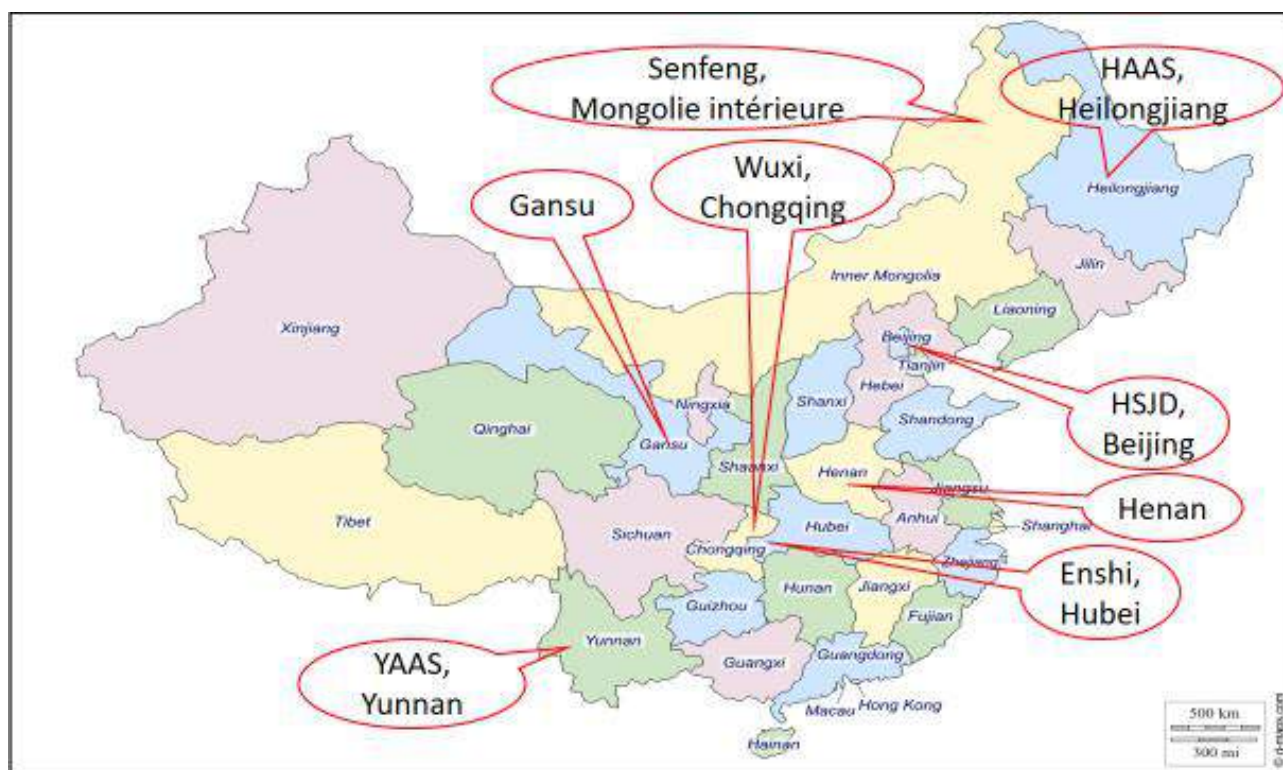 Senfeng,
Mongolie intérieure
HAAS,
Heilongjiang
Wuxi,
Chongqing
Gansu
Heilongjiang
Jilin
Inner Mongolia
Liaoning
Xinjiang
Beijing
Tianjin
Hebei
Ningxia
Shanxi
Shandong
HSJD,
Beijing
Qinghai
Gansu
Shaanxi
Henan
Jiangsu
Henan
Tibet
Sichuan
Hubei
Anhui
Shanghai
Chongqing
Zhejiang
Enshi,
Hubei
Hunan
Jiangxi
Guizhou
Fujian
Yunnan
YAAS,
Yunnan
Guangxi
Guangdong
Hong Kong
Macau
Hainan
500 km
300 mi
© d-maps.com